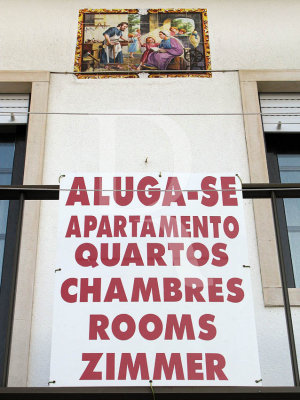 ALUGA-SE
APARTAMENTO
QUARTOS
CHAMBRES
ROOMS
ZIMMER